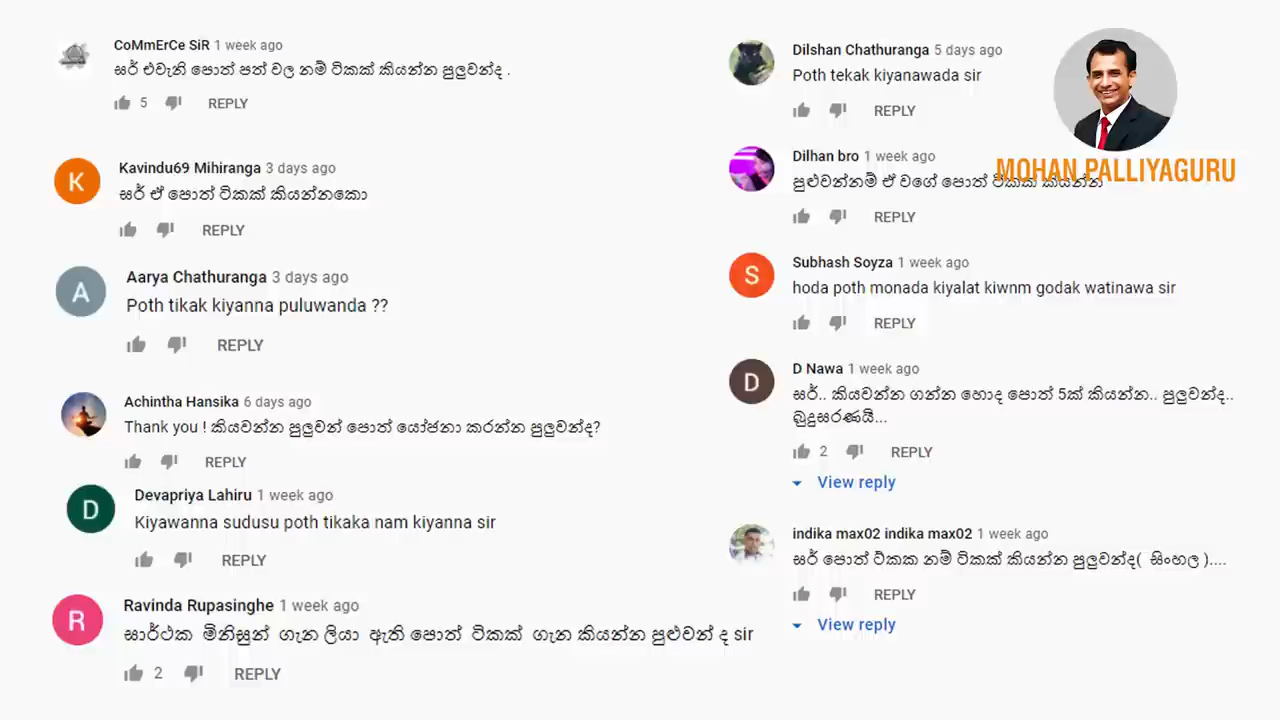 CoMmErCe SiR 1 week ago
සර් එවැනි පොත් පත් වල නම් ටිකක් කියන්න පුලුවන්ද .
5 REPLY
K
Kavindu69 Mihiranga 3 days ago
සර් ඒ පොත් ටිකක් කියන්නකො
REPLY
A
Aarya Chathuranga 3 days ago
Poth tikak kiyanna puluwanda ??
REPLY
Achintha Hansika 6 days ago
Thank you ! කියවන්න පුලුවන් පොත් යෝජනා කරන්න පුලුවන්ද?
REPLY
D
Devapriya Lahiru 1 week ago
Kiyawanna sudusu poth tikaka nam kiyanna sir
REPLY
R
Ravinda Rupasinghe 1 week ago
සාර්ථක මිනිසුන් ගැන ලියා ඇති පොත් ටිකක් ගැන කියන්න පුළුවන් ද sir
2 REPLY
Dilshan Chathuranga 5 days ago
Poth tekak kiyanawada sir
REPLY
MOHAN PALLIYAGURU
Dilhan bro 1 week ago
පුළුවන්නම් ඒ වගේ පොත් ටිකක් කියන්න
REPLY
S
Subhash Soyza 1 week ago
hoda poth monada kiyalat kiwnm godak watinawa sir
REPLY
D
D Nawa 1 week ago
සර්.. කියවන්න ගන්න හොද පොත් 5ක් කියන්න.. පුලුවන්ද..
බුදුසරණයි...
2 REPLY
View reply
indika max02 indika max02 1 week ago
සර් පොත් ටිකක නම් ටිකක් කියන්න පුලුවන්ද( සිංහල )....
REPLY
View reply